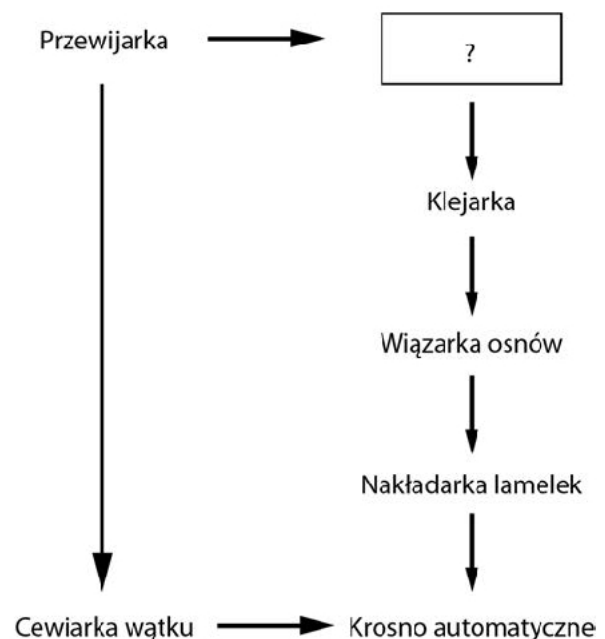 Przewijarka
?
Klejarka
Wiązarka osnów
Nakładarka lamelek
Cewiarka wątku
Krosno automatyczne